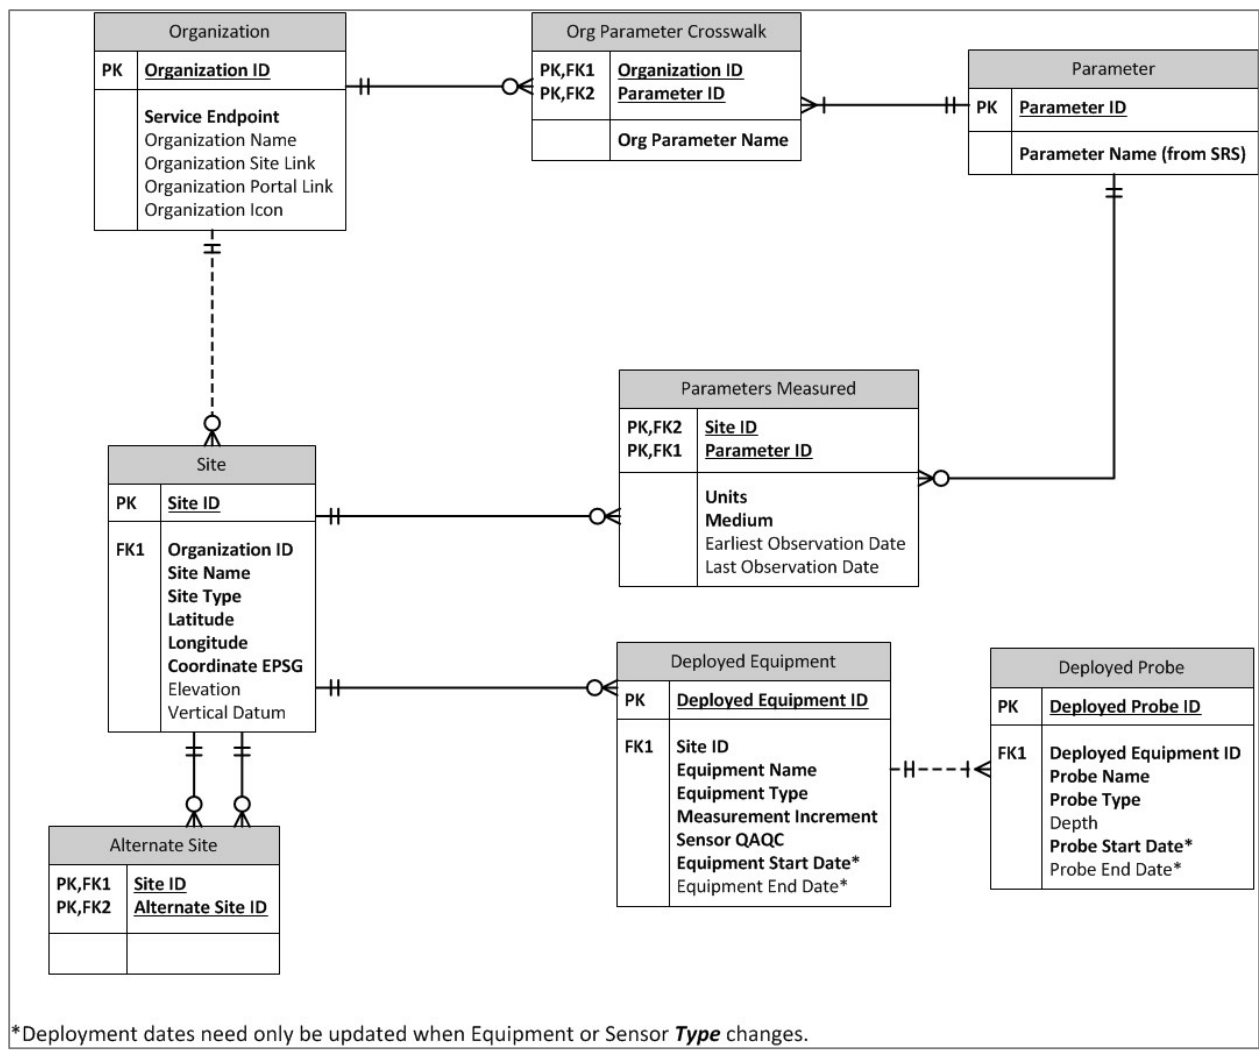 Organization
PK Organization ID
Service Endpoint
Organization Name
Organization Site Link
Organization Portal Link
Organization Icon
Org Parameter Crosswalk
PK,FK1 Organization ID
PK,FK2 Parameter ID
Org Parameter Name
Parameter
PK Parameter ID
Parameter Name (from SRS)
Parameters Measured
PK,FK2 Site ID
PK,FK1 Parameter ID
Units
Medium
Earliest Observation Date
Last Observation Date
Site
PK Site ID
FK1 Organization ID
Site Name
Site Type
Latitude
Longitude
Coordinate EPSG
Elevation
Vertical Datum
Deployed Equipment
PK Deployed Equipment ID
FK1 Site ID
Equipment Name
Equipment Type
Measurement Increment
Sensor QAQC
Equipment Start Date*
Equipment End Date*
Deployed Probe
PK Deployed Probe ID
FK1 Deployed Equipment ID
Probe Name
Probe Type
Depth
Probe Start Date*
Probe End Date*
Alternate Site
PK,FK1 Site ID
PK,FK2 Alternate Site ID
*Deployment dates need only be updated when Equipment or Sensor Type changes.